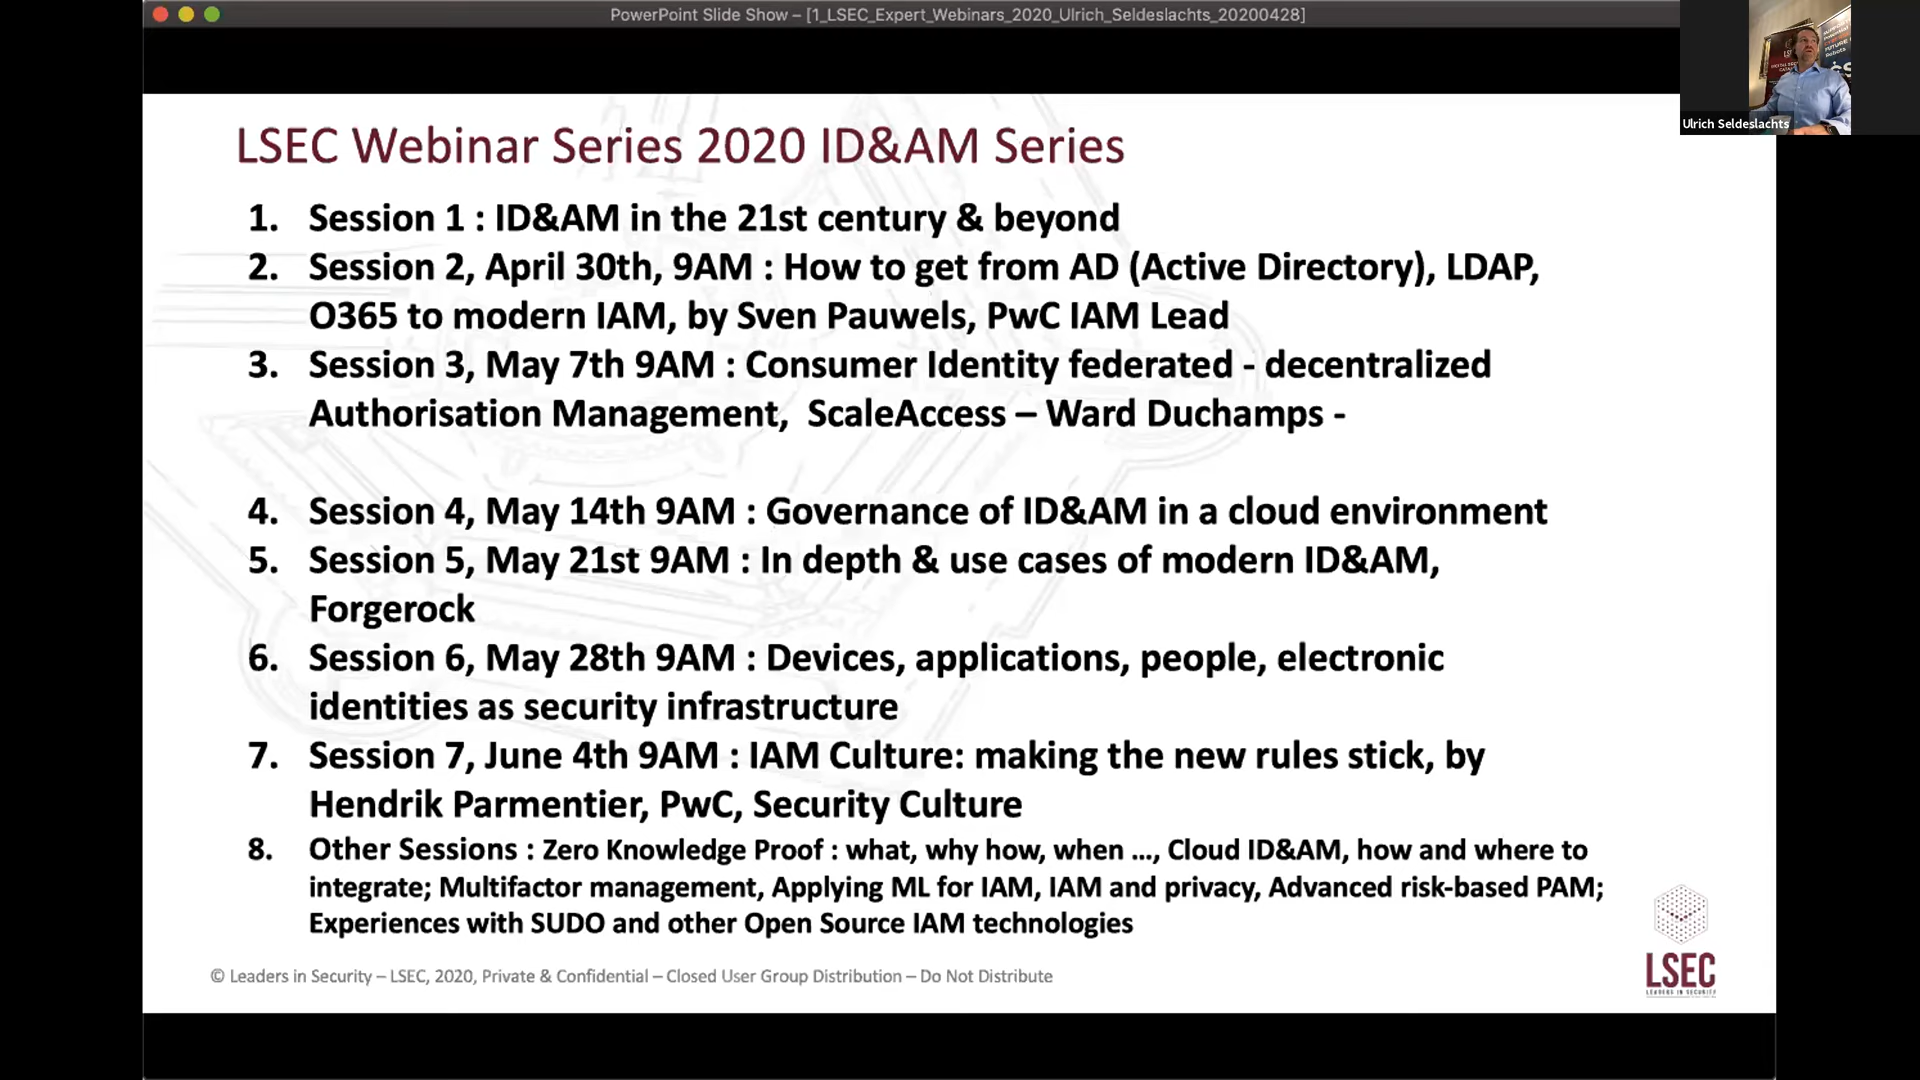 PowerPoint Slide Show – [1_LSEC_Expert_Webinars_2020_Ulrich_Seldeslachts_20200428]
Ulrich Seldeslachts
LSEC Webinar Series 2020 ID&AM Series
1. Session 1 : ID&AM in the 21st century & beyond
2. Session 2, April 30th, 9AM : How to get from AD (Active Directory), LDAP,
O365 to modern IAM, by Sven Pauwels, PwC IAM Lead
3. Session 3, May 7th 9AM : Consumer Identity federated - decentralized
Authorisation Management, ScaleAccess – Ward Duchamps -
4. Session 4, May 14th 9AM : Governance of ID&AM in a cloud environment
5. Session 5, May 21st 9AM : In depth & use cases of modern ID&AM,
Forgerock
6. Session 6, May 28th 9AM : Devices, applications, people, electronic
identities as security infrastructure
7. Session 7, June 4th 9AM : IAM Culture: making the new rules stick, by
Hendrik Parmentier, PwC, Security Culture
8. Other Sessions : Zero Knowledge Proof : what, why how, when ..., Cloud ID&AM, how and where to
integrate; Multifactor management, Applying ML for IAM, IAM and privacy, Advanced risk-based PAM;
Experiences with SUDO and other Open Source IAM technologies
© Leaders in Security – LSEC, 2020, Private & Confidential – Closed User Group Distribution – Do Not Distribute
LSEC
LEADERS IN SECURITY